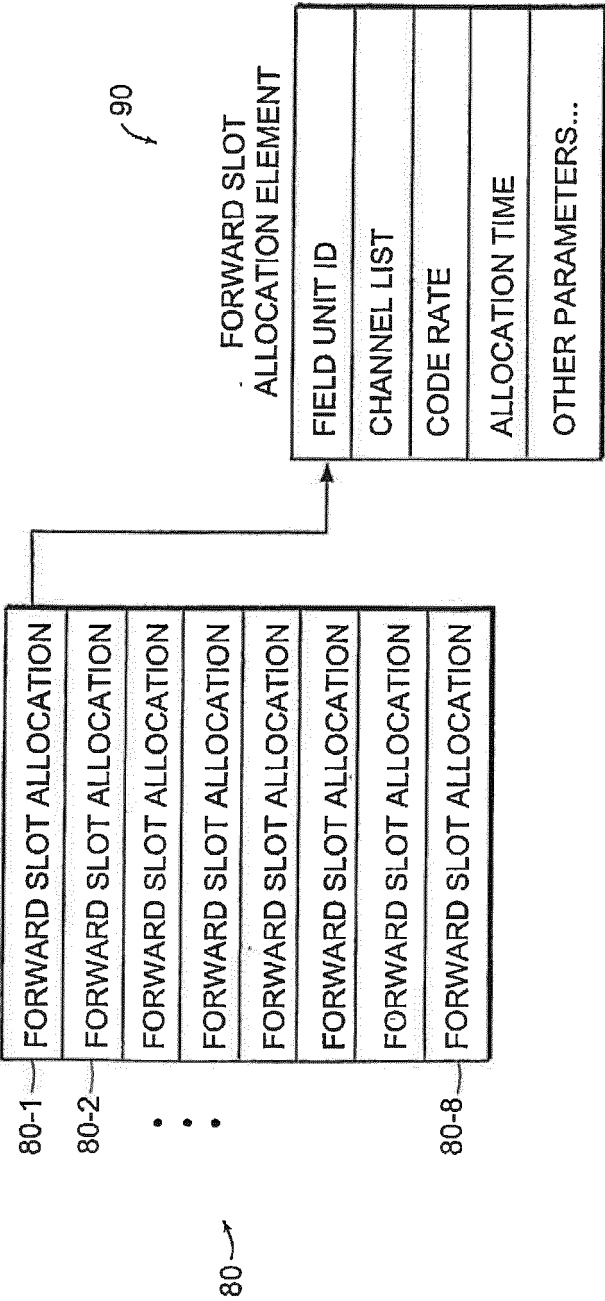 80
80-1
80-2
80-8
FORWARD SLOT ALLOCATION
FORWARD SLOT ALLOCATION
FORWARD SLOT ALLOCATION
FORWARD SLOT ALLOCATION
FORWARD SLOT ALLOCATION
FORWARD SLOT ALLOCATION
FORWARD SLOT ALLOCATION
FORWARD SLOT ALLOCATION
90
FORWARD SLOT
ALLOCATION ELEMENT
FIELD UNIT ID
CHANNEL LIST
CODE RATE
ALLOCATION TIME
OTHER PARAMETERS...